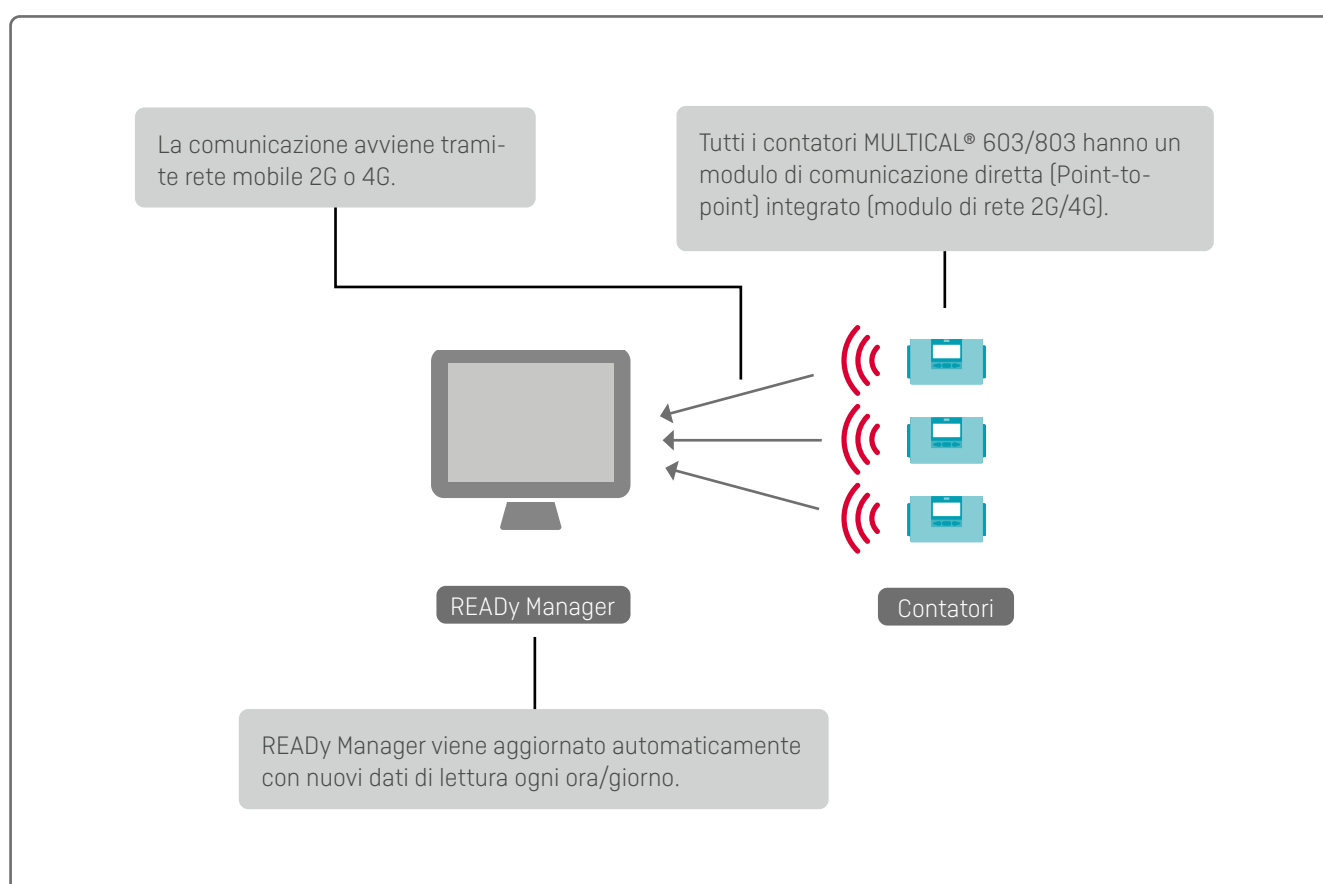 La comunicazione avviene trami-
te rete mobile 2G o 4G.
Tutti i contatori MULTICAL® 603/803 hanno un
modulo di comunicazione diretta (Point-to-
point) integrato (modulo di rete 2G/4G).
READy Manager
Contatori
READy Manager viene aggiornato automaticamente
con nuovi dati di lettura ogni ora/giorno.